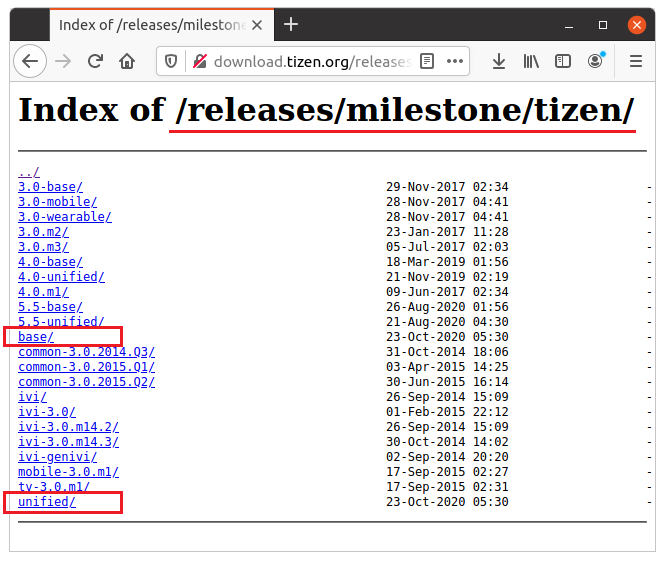 Index of /releases/mileston
download.tizen.org/releases
Index of /releases/milestone/tizen/
../
3.0-base/ 29-Nov-2017 02:34 -
3.0-mobile/ 28-Nov-2017 04:41 -
3.0-wearable/ 28-Nov-2017 04:41 -
3.0.m2/ 23-Jan-2017 11:28 -
3.0.m3/ 05-Jul-2017 02:03 -
4.0-base/ 18-Mar-2019 01:56 -
4.0-unified/ 21-Nov-2019 02:19 -
4.0.m1/ 09-Jun-2017 02:34 -
5.5-base/ 26-Aug-2020 01:56 -
5.5-unified/ 21-Aug-2020 04:30 -
base/ 23-Oct-2020 05:30 -
common-3.0.2014.Q3/ 31-Oct-2014 18:06 -
common-3.0.2015.Q1/ 03-Apr-2015 14:25 -
common-3.0.2015.Q2/ 30-Jun-2015 16:14 -
ivi/ 26-Sep-2014 15:09 -
ivi-3.0/ 01-Feb-2015 22:12 -
ivi-3.0.m14.2/ 26-Sep-2014 15:09 -
ivi-3.0.m14.3/ 30-Oct-2014 14:02 -
ivi-genivi/ 02-Sep-2014 20:20 -
mobile-3.0.m1/ 17-Sep-2015 02:27 -
tv-3.0.m1/ 17-Sep-2015 02:31 -
unified/ 23-Oct-2020 05:30 -